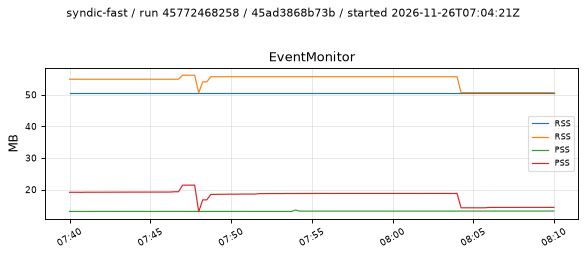 syndic-fast / run 45772468258 / 45ad3868b73b / started 2026-11-26T07:04:21Z
EventMonitor
MB
50
40
30
20
RSS
RSS
PSS
PSS
07:40
07:45
07:50
07:55
08:00
08:05
08:10